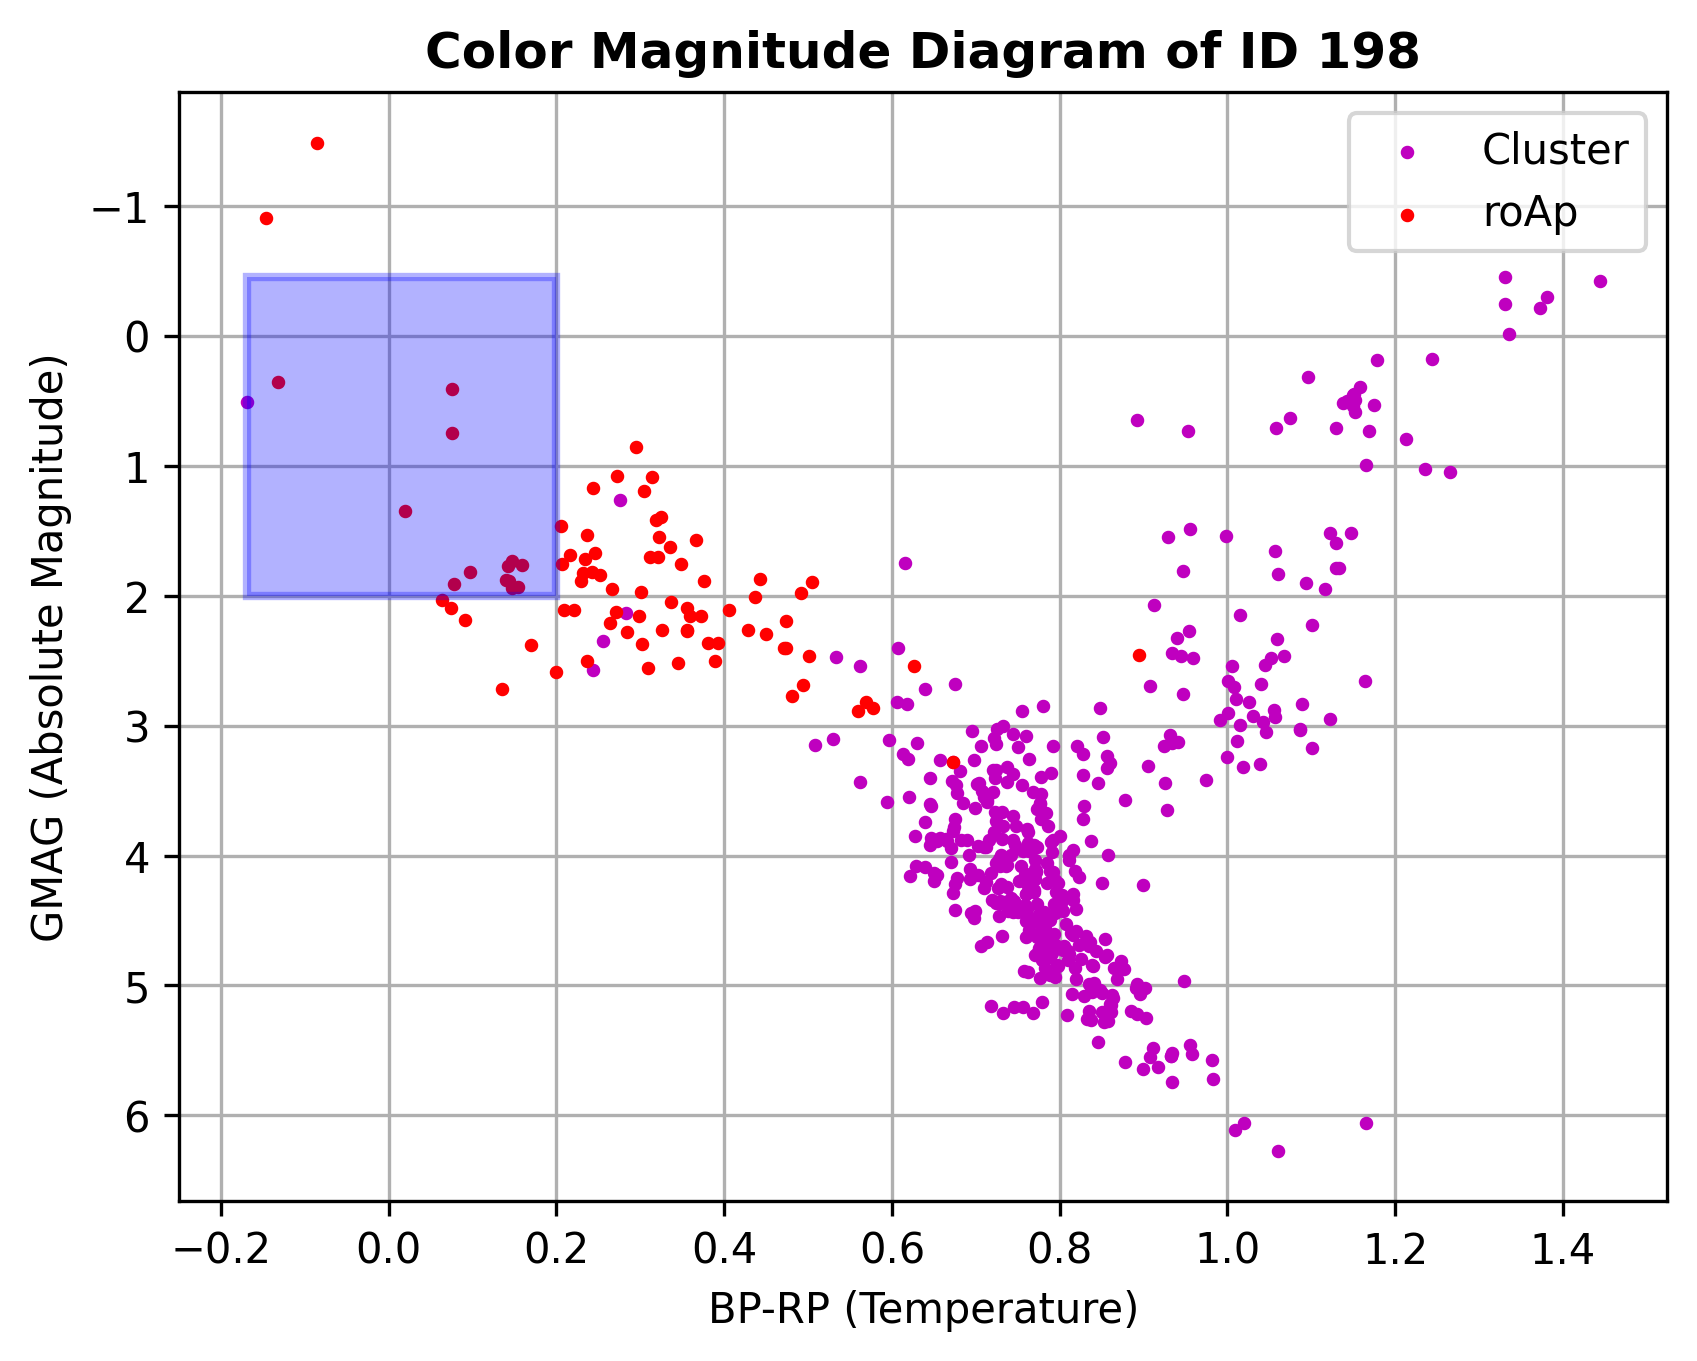 Color Magnitude Diagram of ID 198
Cluster
roAp
−1
0
1
2
3
4
5
6
GMAG (Absolute Magnitude)
−0.2 0.0 0.2 0.4 0.6 0.8 1.0 1.2 1.4
BP-RP (Temperature)